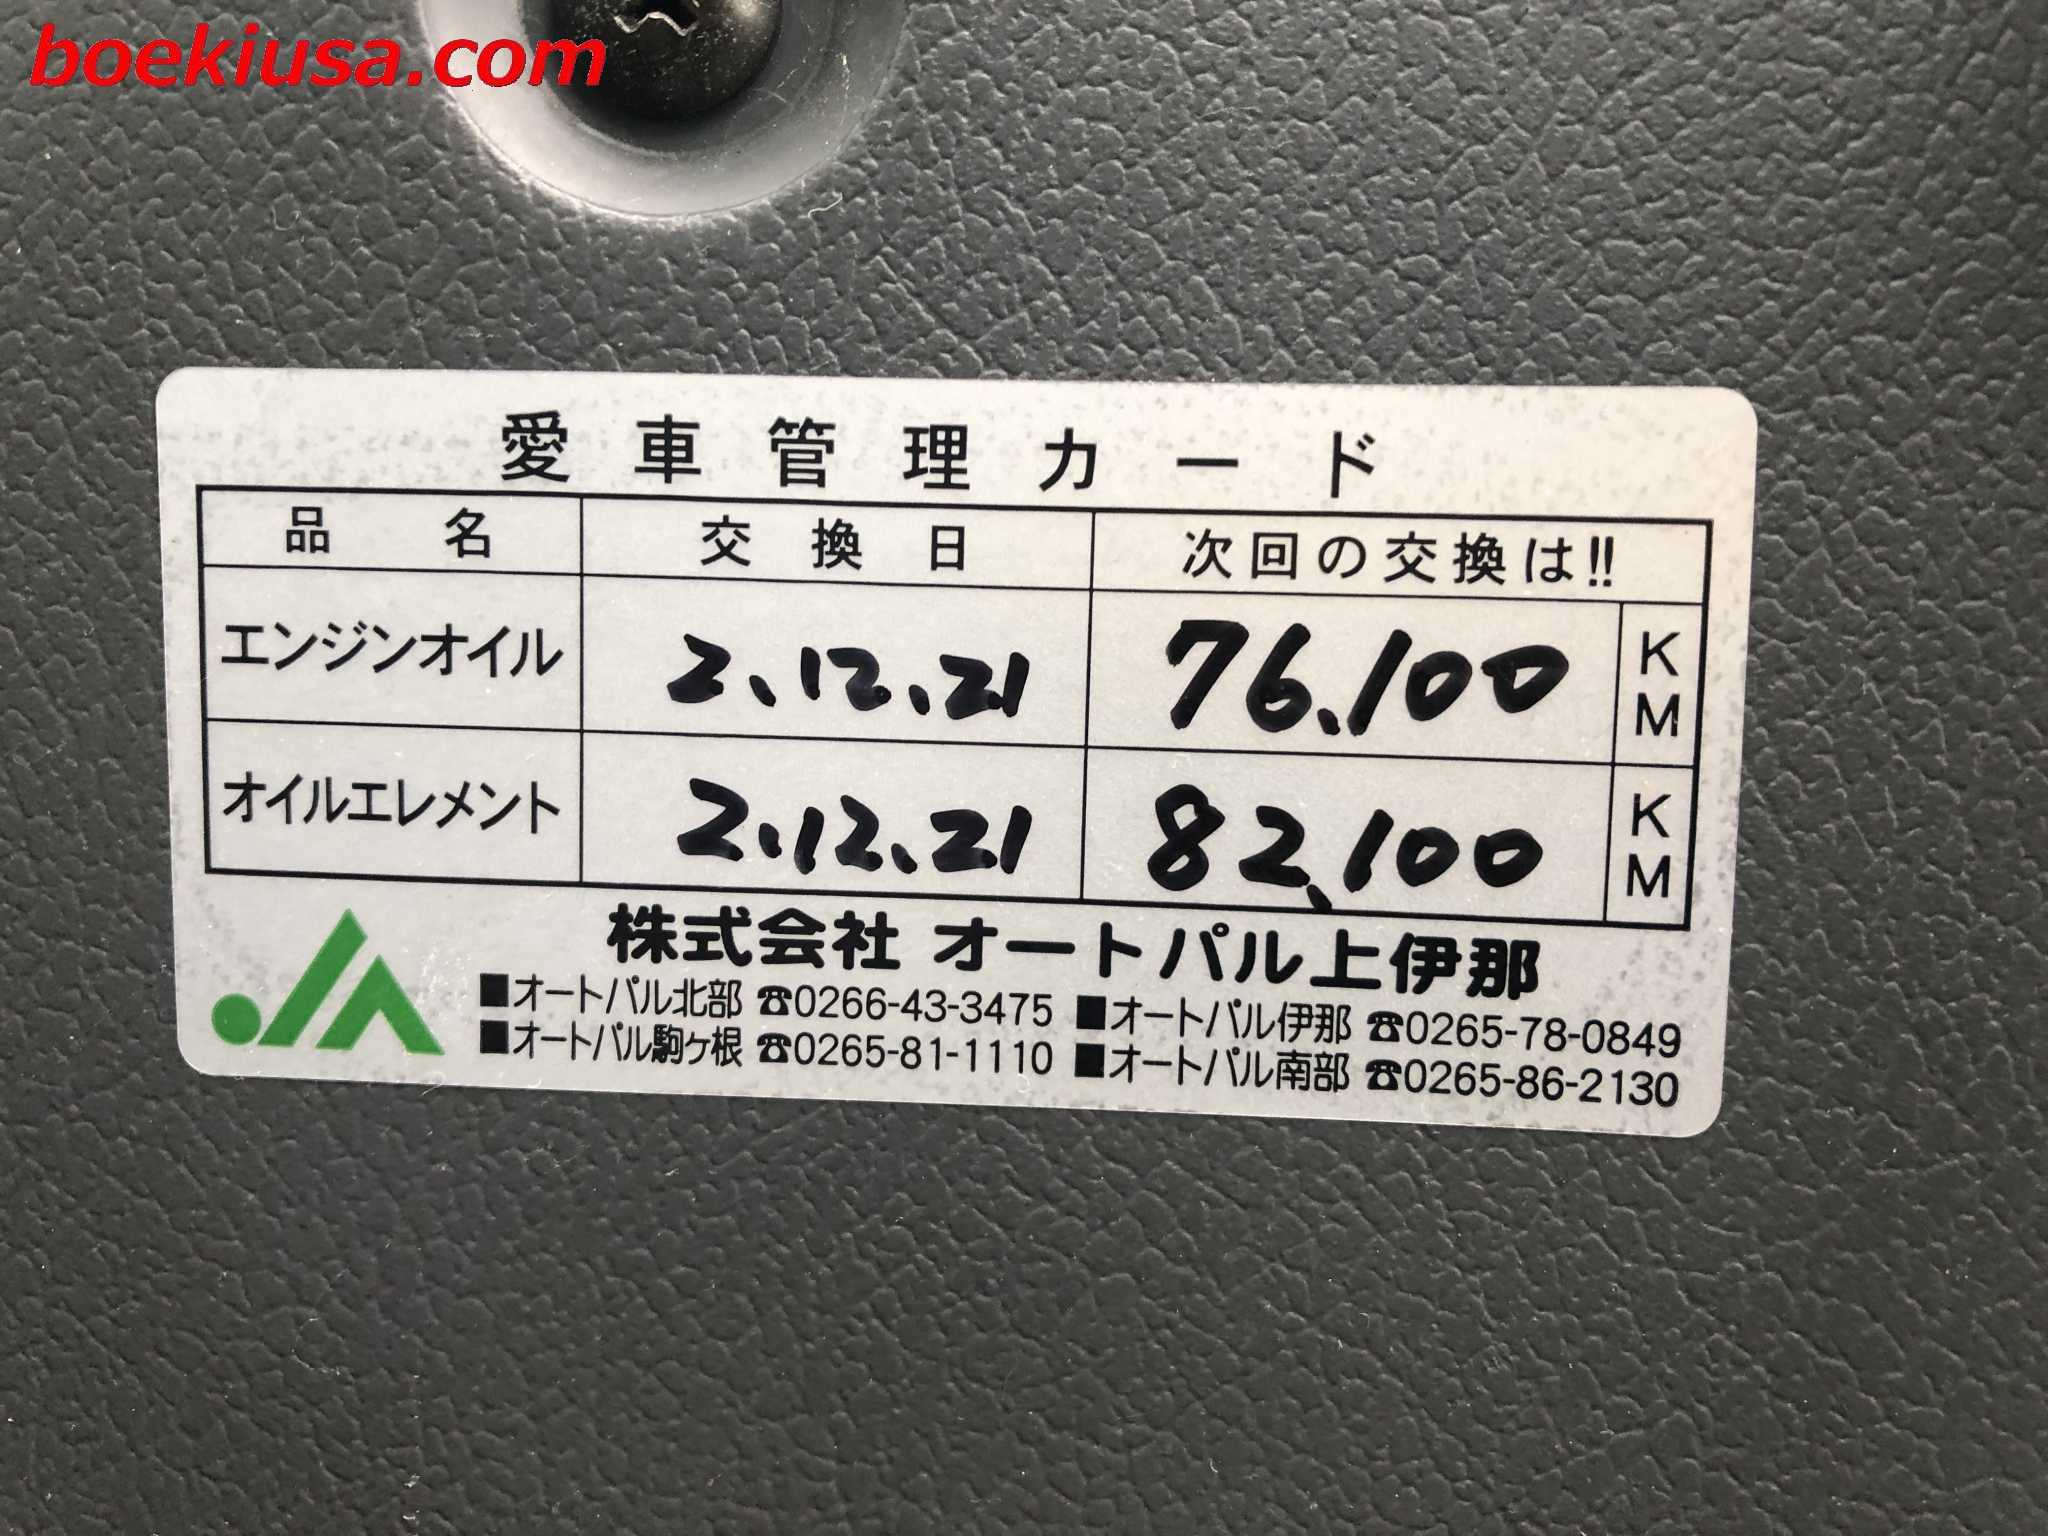 boekiusa.com
愛車管理カード
品名 交換日 次回の交換は!!
エンジンオイル 2.12.21 76,100 KM
オイルエレメント 2.12.21 82,100 KM
JA 株式会社 オートパル上伊那
■オートパル北部 ☎0266-43-3475 ■オートパル伊那 ☎0265-78-0849
■オートパル駒ヶ根 ☎0265-81-1110 ■オートパル南部 ☎0265-86-2130